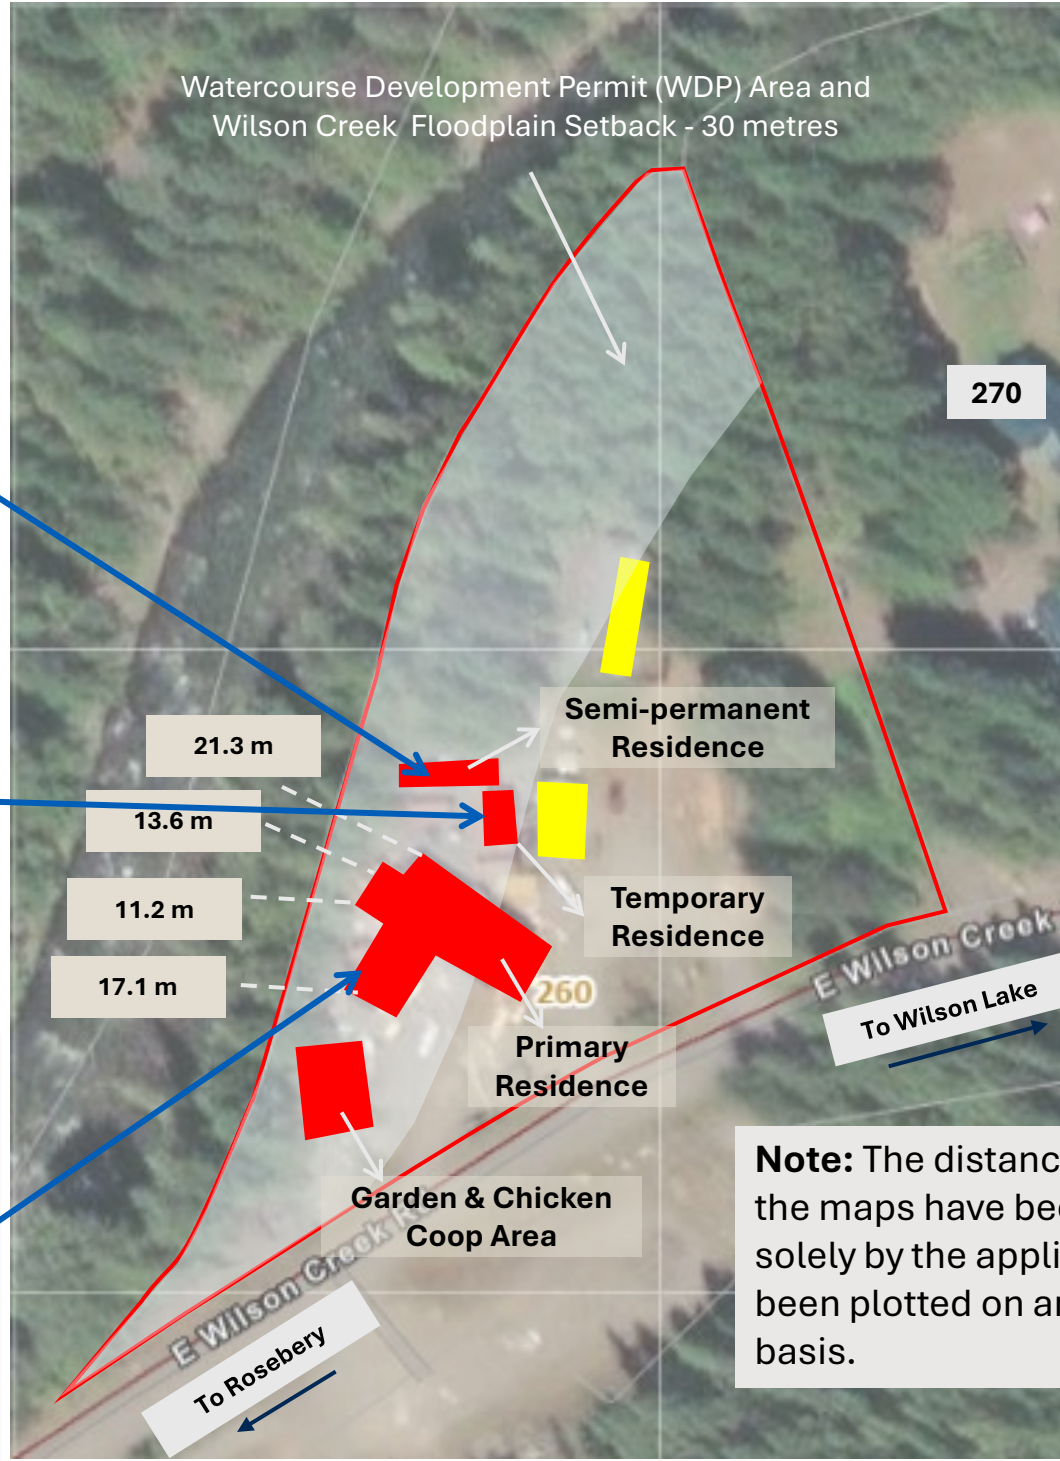 Watercourse Development Permit (WDP) Area and
Wilson Creek Floodplain Setback - 30 metres
270
Semi-permanent
Residence
21.3 m
13.6 m
11.2 m
17.1 m
Temporary
Residence
260
E Wilson Creek
To Wilson Lake
Primary
Residence
Garden & Chicken
Coop Area
E Wilson Creek
To Rosebery
Note: The distanc
the maps have bee
solely by the appli
been plotted on a
basis.